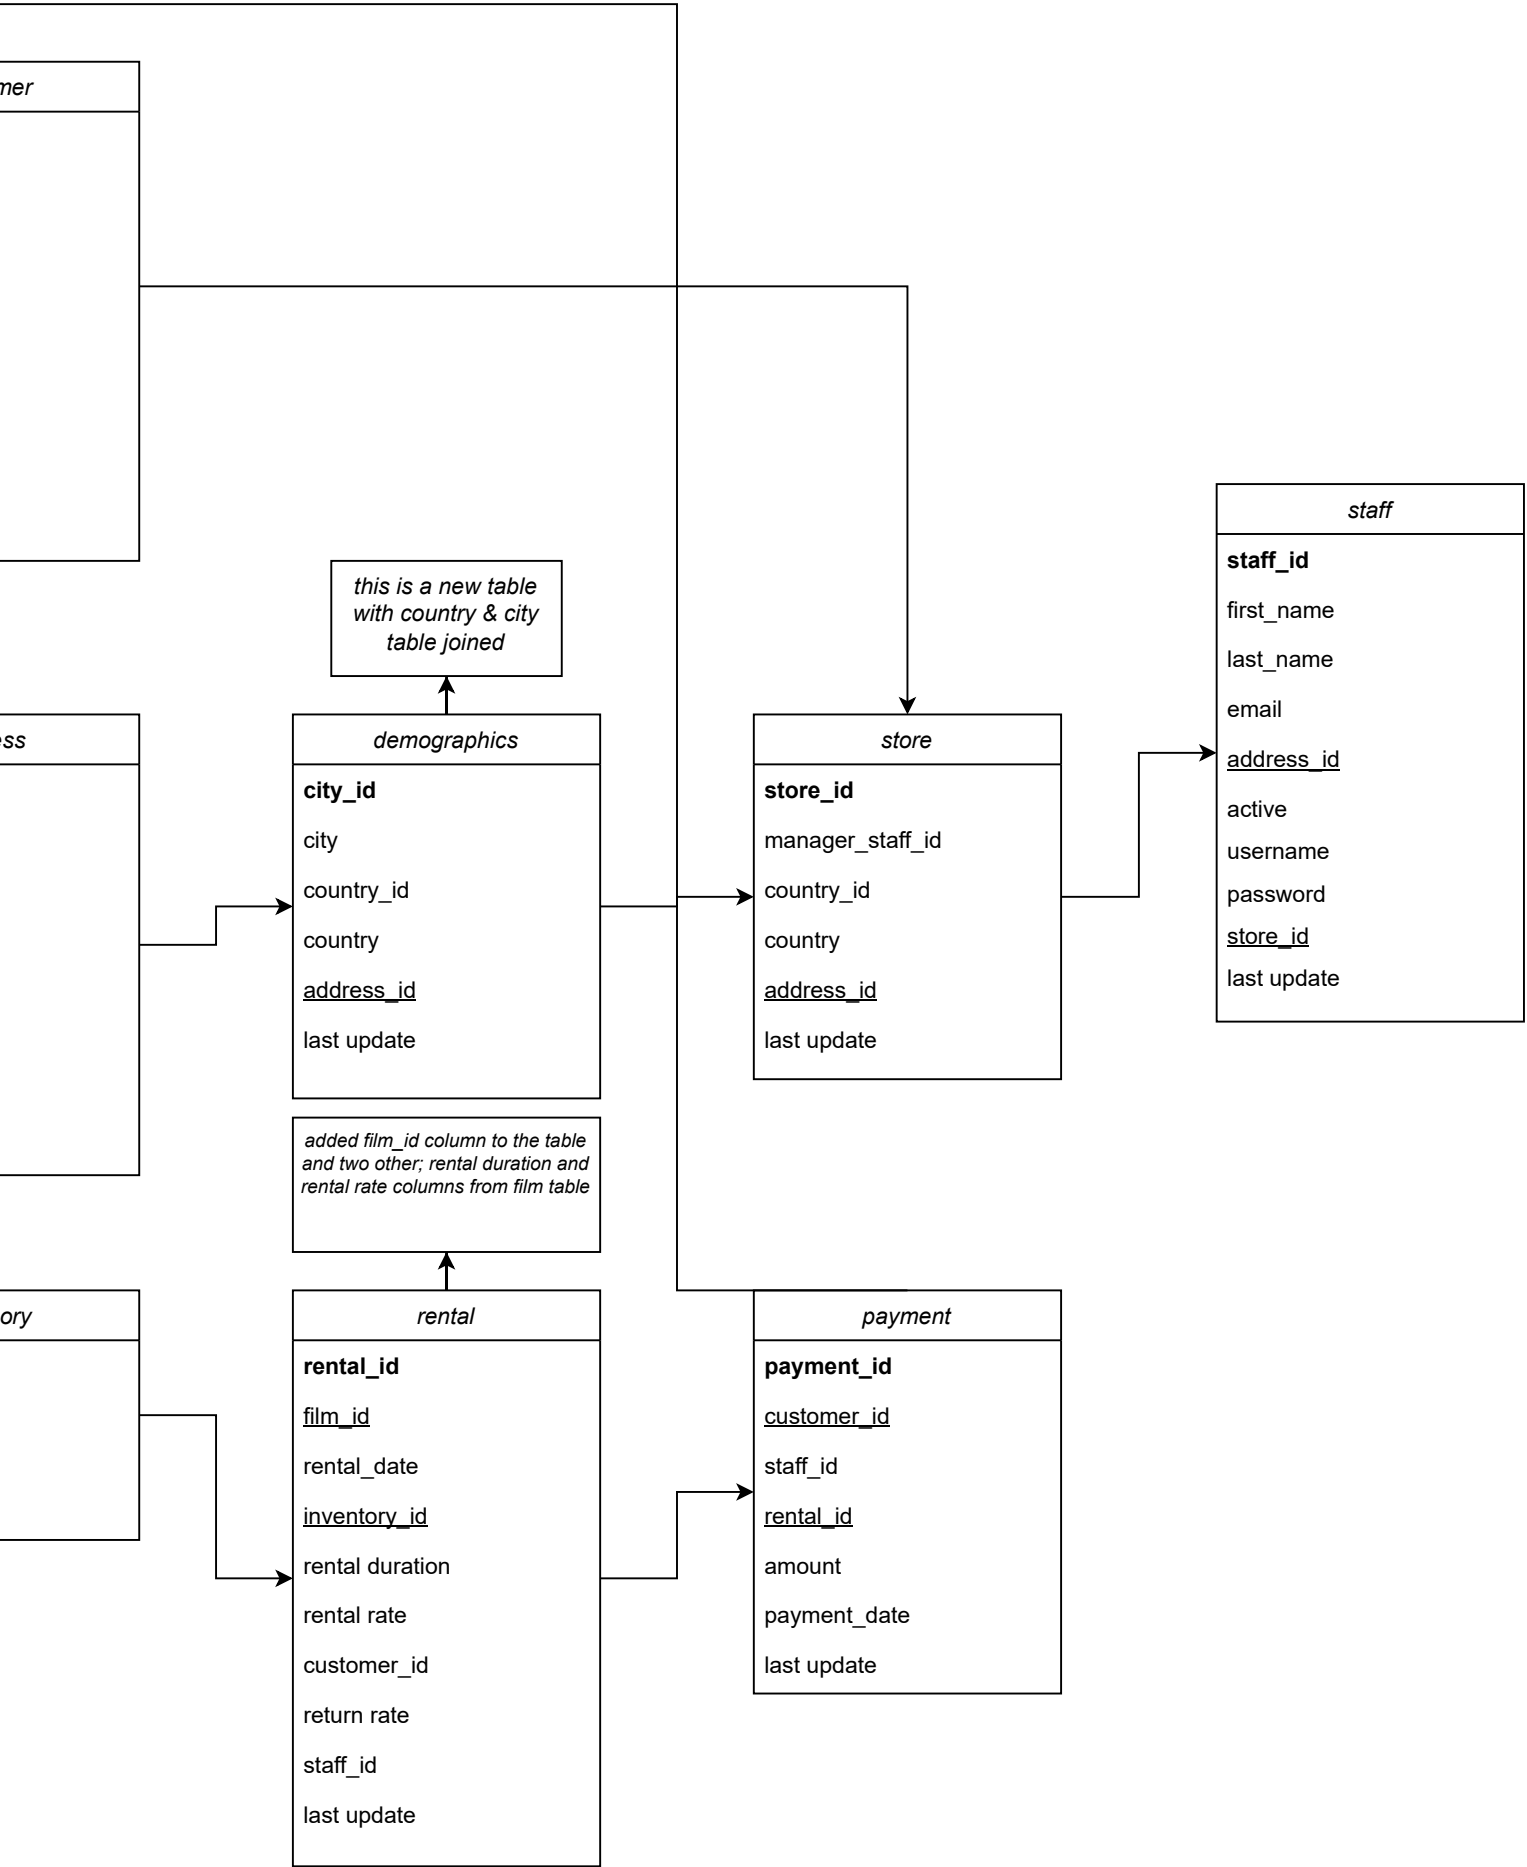 mer
staff
staff_id
first_name
last_name
email
address_id
active
username
password
store_id
last update
this is a new table
with country & city
table joined
ess
demographics
city_id
city
country_id
country
address_id
last update
store
store_id
manager_staff_id
country_id
country
address_id
last update
added film_id column to the table
and two other; rental duration and
rental rate columns from film table
ory
rental
rental_id
film_id
rental_date
inventory_id
rental duration
rental rate
customer_id
return rate
staff_id
last update
payment
payment_id
customer_id
staff_id
rental_id
amount
payment_date
last update